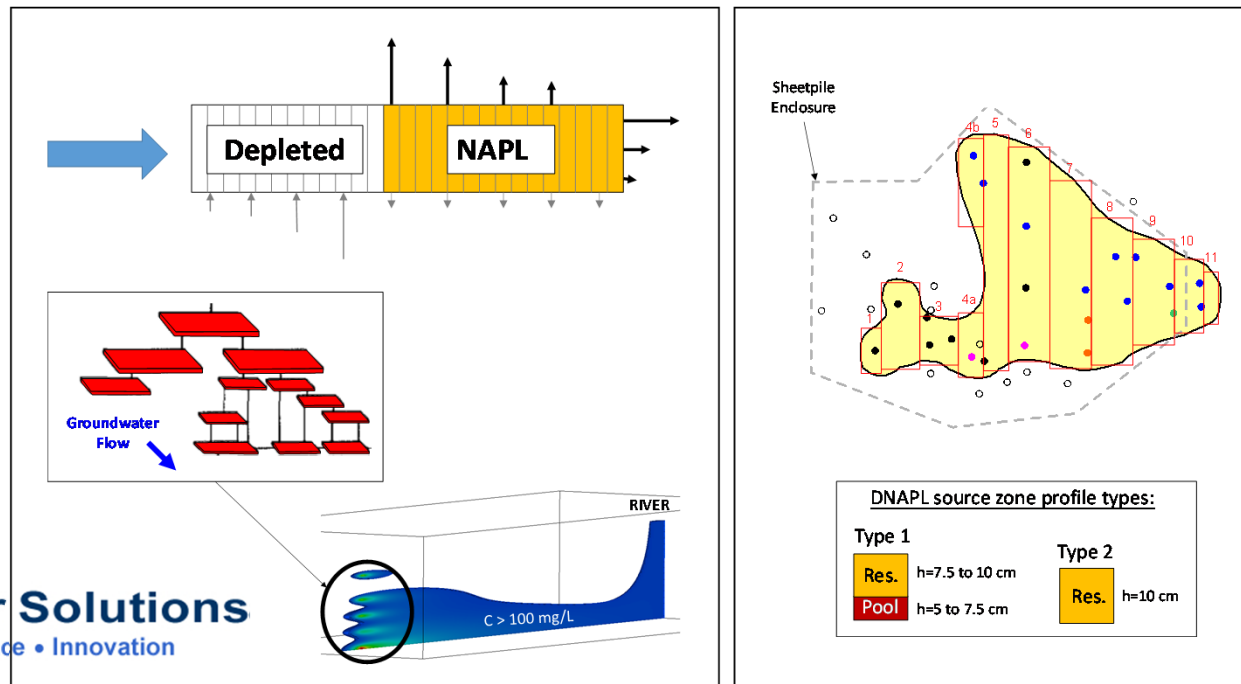 Depleted
NAPL
Groundwater
Flow
RIVER
C > 100 mg/L
r Solutions
ce • Innovation
Sheetpile
Enclosure
4b
5
6
7
8
9
10
11
2
1
3
4a
DNAPL source zone profile types:
Type 1
Res.
h=7.5 to 10 cm
Pool
h=5 to 7.5 cm
Type 2
Res.
h=10 cm